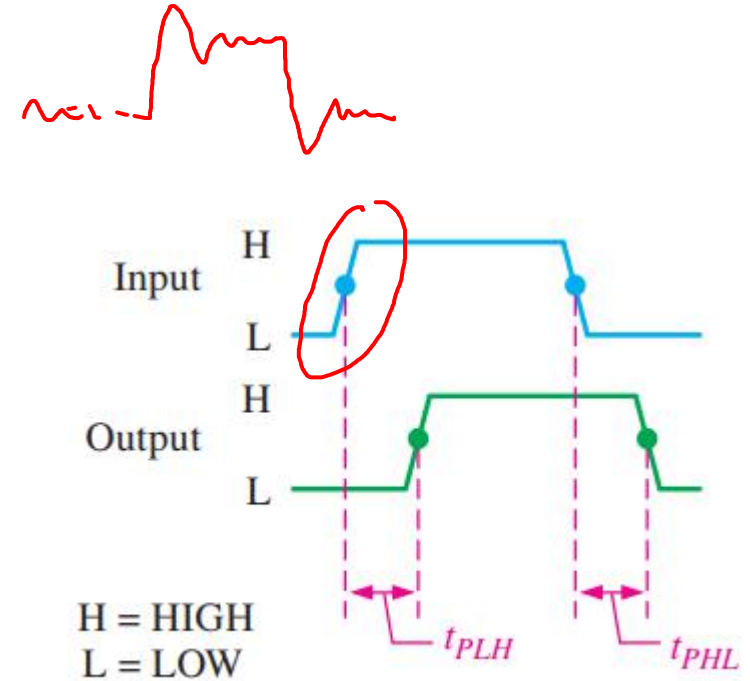 H
Input
L
H
Output
L
H = HIGH
L = LOW
tPLH
tPHL